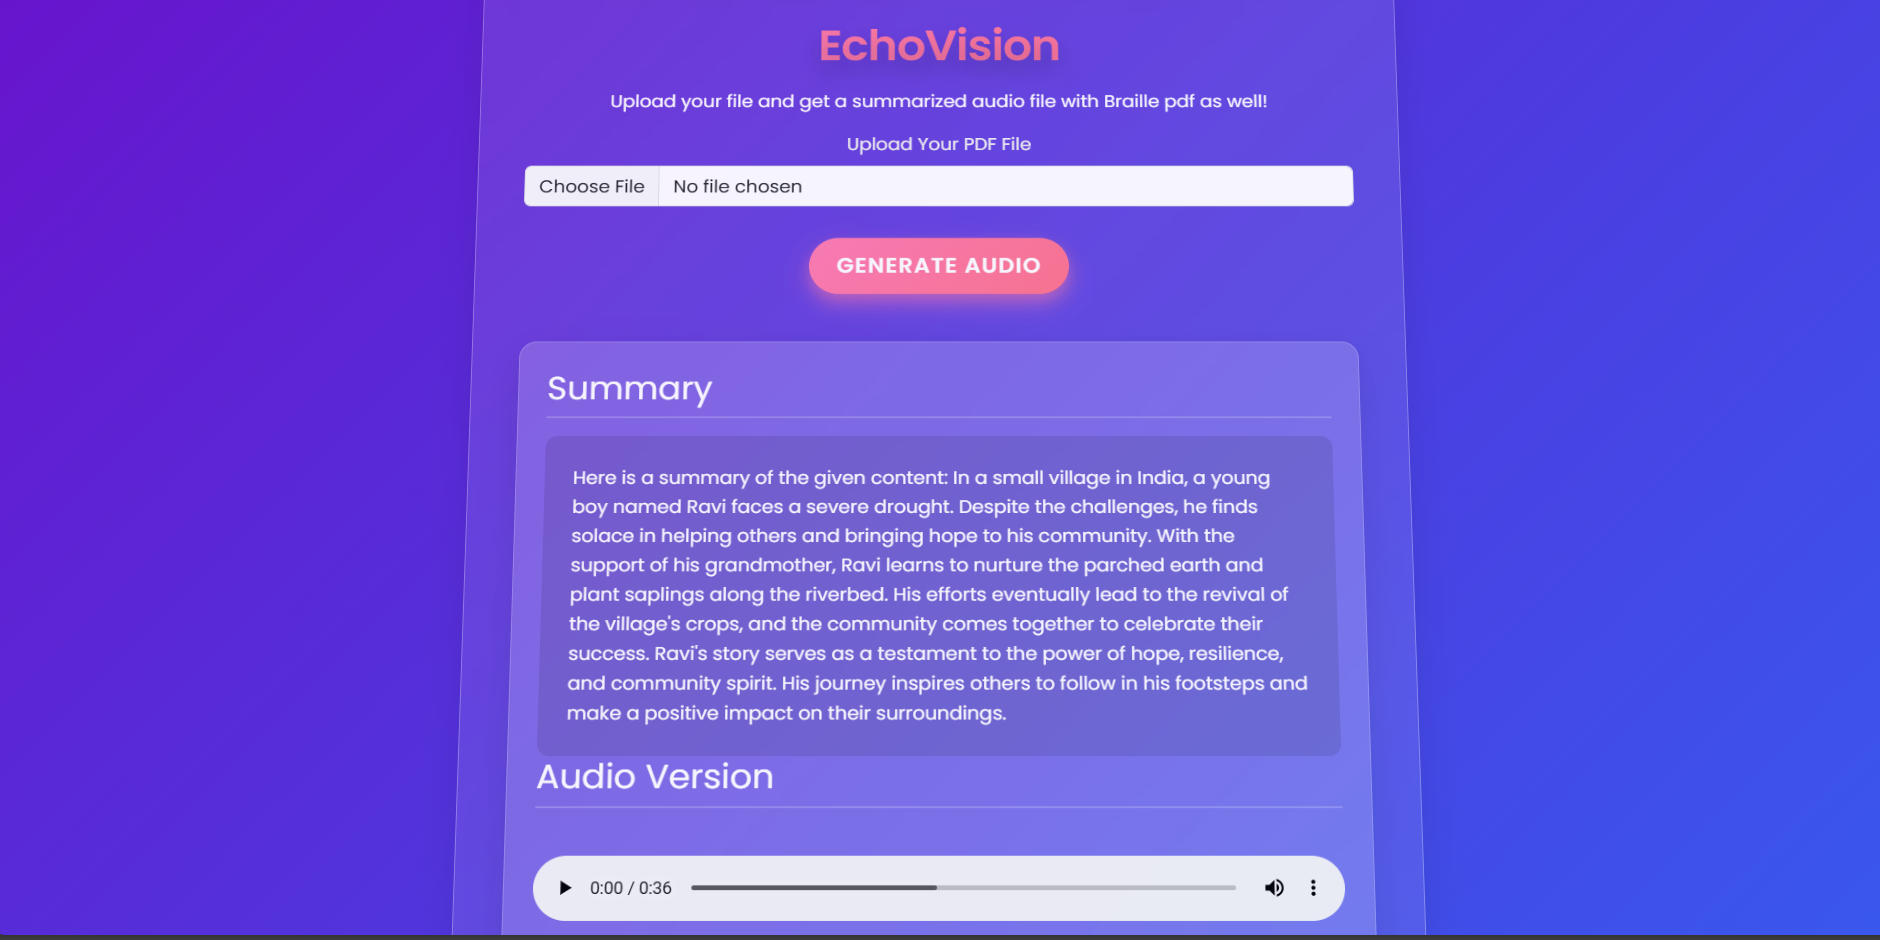 EchoVision
Upload your file and get a summarized audio file with Braille pdf as well!
Upload Your PDF File
Choose File No file chosen
GENERATE AUDIO
Summary
Here is a summary of the given content: In a small village in India, a young
boy named Ravi faces a severe drought. Despite the challenges, he finds
solace in helping others and bringing hope to his community. With the
support of his grandmother, Ravi learns to nurture the parched earth and
plant saplings along the riverbed. His efforts eventually lead to the revival of
the village's crops, and the community comes together to celebrate their
success. Ravi's story serves as a testament to the power of hope, resilience,
and community spirit. His journey inspires others to follow in his footsteps and
make a positive impact on their surroundings.
Audio Version
0:00 / 0:36